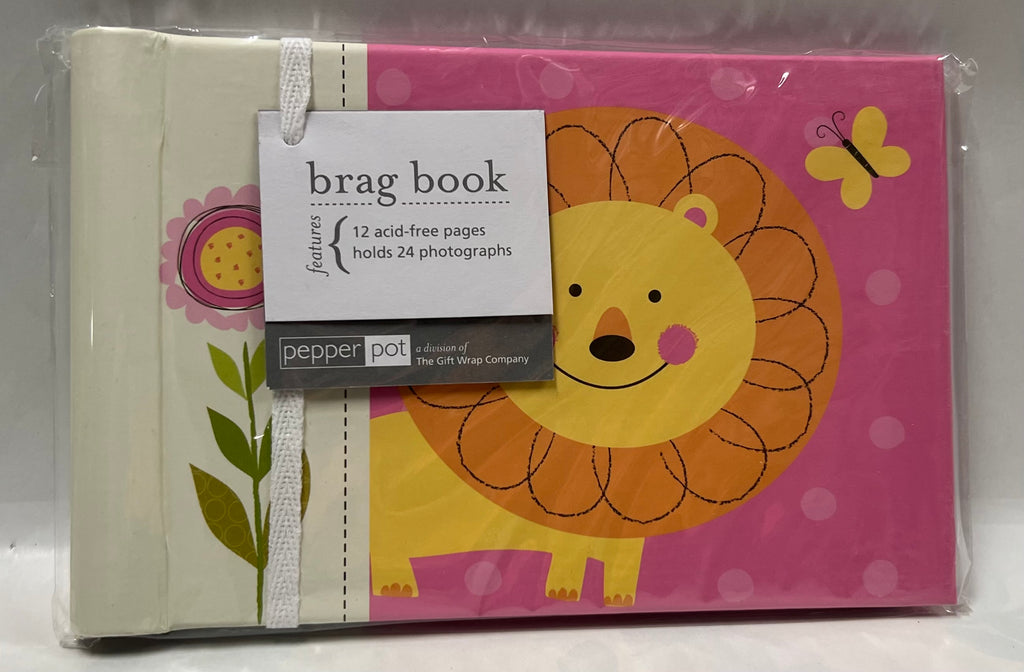 brag book
features
12 acid-free pages
holds 24 photographs
pepper pot
a division of
The Gift Wrap Company